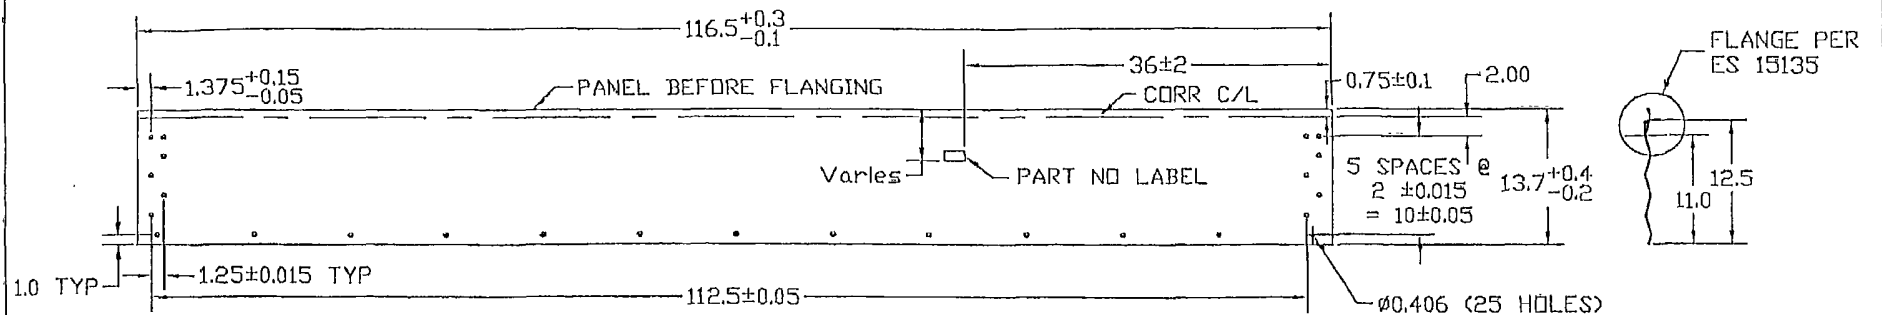 116.5+0.3
-0.1
FLANGE PER
ES 15135
36±2
1.375+0.15
-0.05
PANEL BEFORE FLANGING
CORR C/L
0.75±0.1
2.00
Varies
PART NO LABEL
5 SPACES @
2 ±0.015
= 10±0.05
13.7+0.4
-0.2
11.0
12.5
1.0 TYP
1.25±0.015 TYP
112.5±0.05
ø0.406 (25 HOLES)